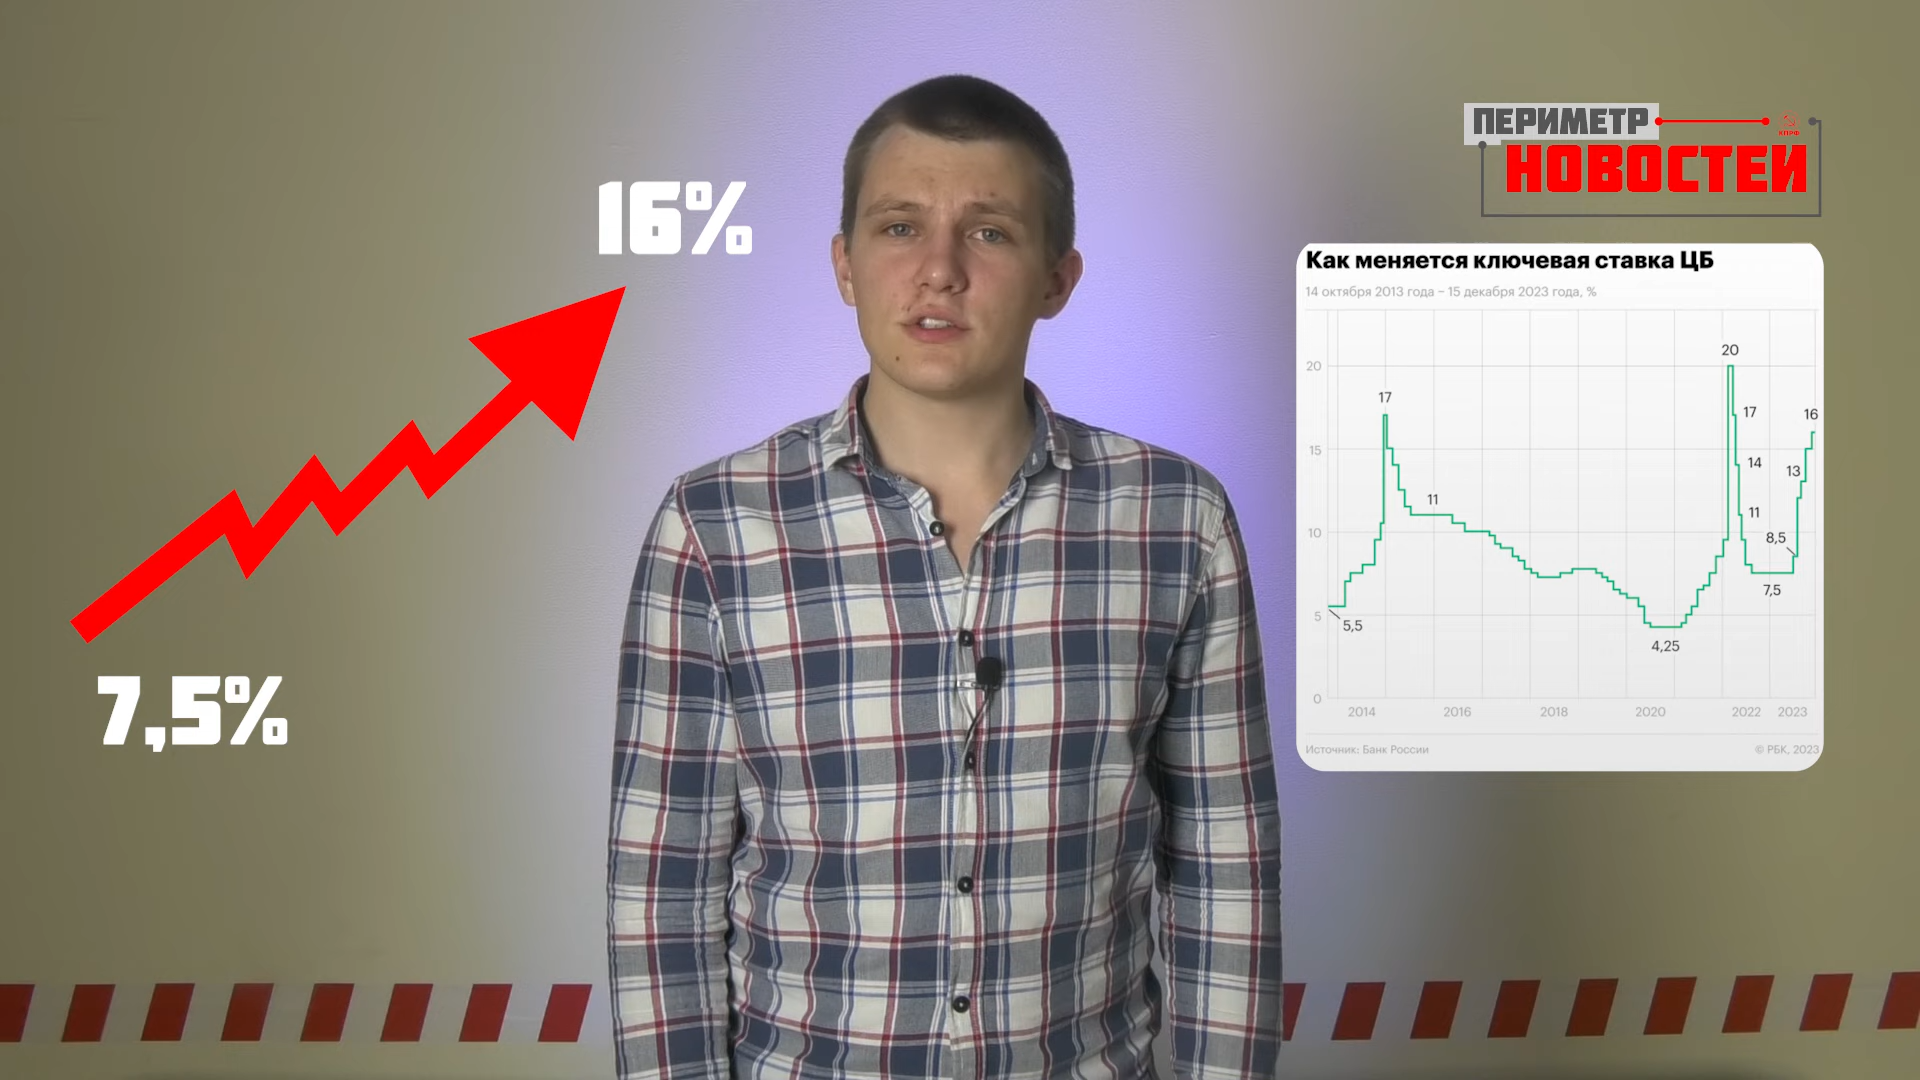 16%
7,5%
ПЕРИМЕТР
КПРФ
НОВОСТЕЙ
Как меняется ключевая ставка ЦБ
14 октября 2013 года – 15 декабря 2023 года, %
20
17
20
17
16
15
14
13
11
11
10
8,5
7,5
5
5,5
4,25
0
2014 2016 2018 2020 2022 2023
Источник: Банк России © РБК, 2023